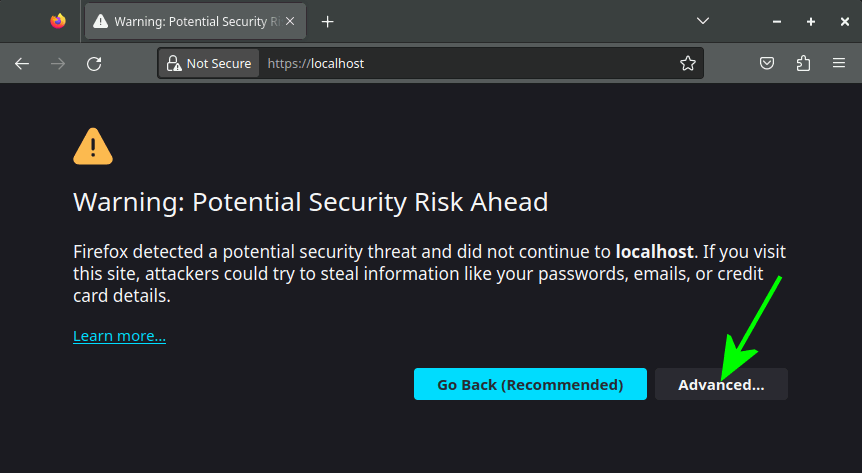 Warning: Potential Security Ri
Not Secure
https://localhost
Warning: Potential Security Risk Ahead
Firefox detected a potential security threat and did not continue to localhost. If you visit
this site, attackers could try to steal information like your passwords, emails, or credit
card details.
Learn more...
Go Back (Recommended)
Advanced...